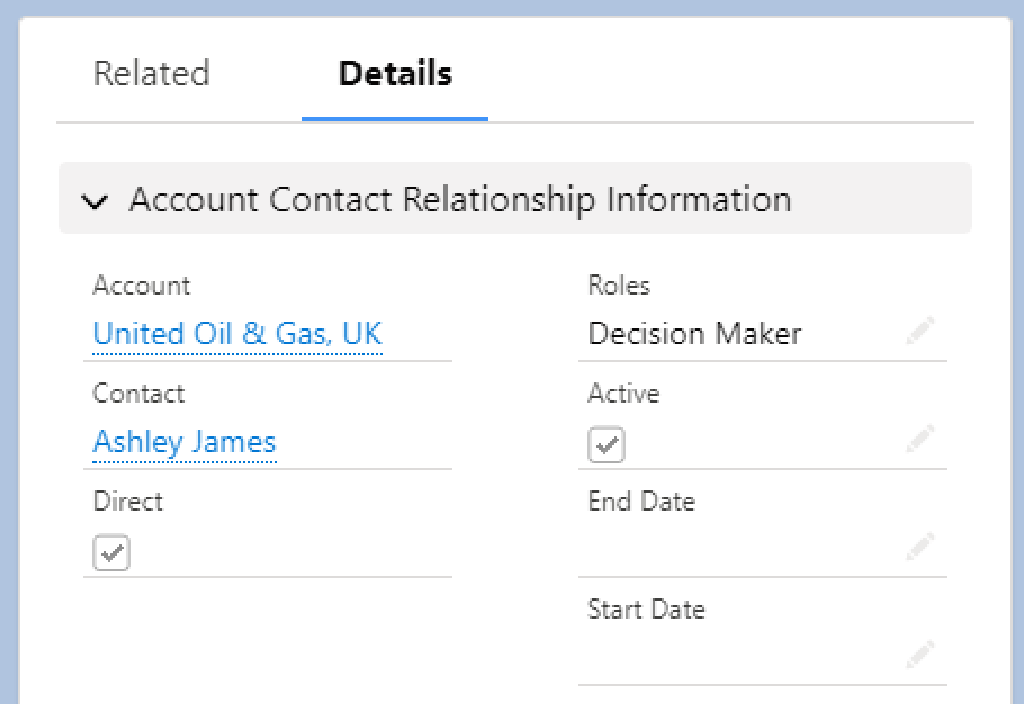 Related
Details
Account Contact Relationship Information
Account
United Oil & Gas, UK
Contact
Ashley James
Direct
Roles
Decision Maker
Active
End Date
Start Date